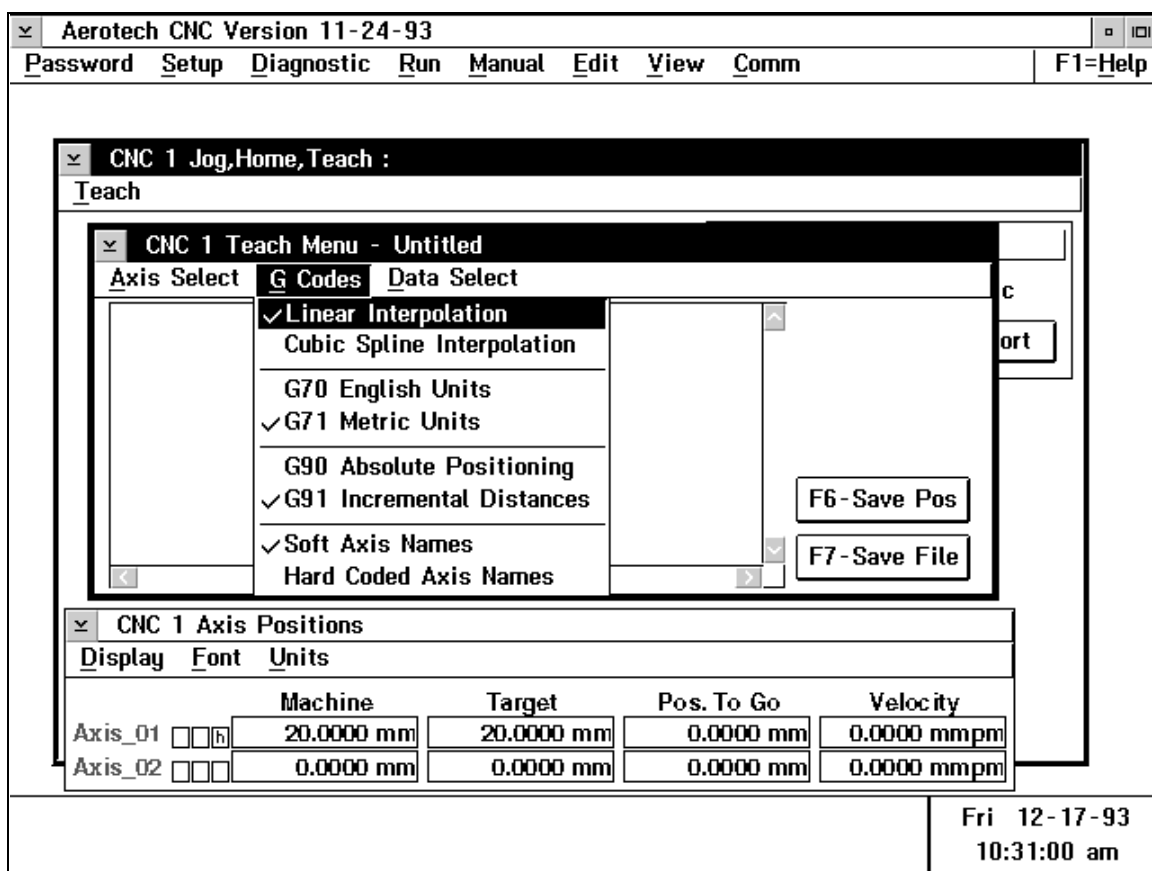 Aerotech CNC Version 11-24-93
Password Setup Diagnostic Run Manual Edit View Comm F1=Help
CNC 1 Jog,Home,Teach :
Teach
CNC 1 Teach Menu - Untitled
Axis Select G Codes Data Select
c
✓Linear Interpolation
ort
Cubic Spline Interpolation
G70 English Units
✓G71 Metric Units
G90 Absolute Positioning
✓G91 Incremental Distances
F6-Save Pos
✓Soft Axis Names
F7-Save File
Hard Coded Axis Names
CNC 1 Axis Positions
Display Font Units
Machine Target Pos. To Go Velocity
Axis_01 h 20.0000 mm 20.0000 mm 0.0000 mm 0.0000 mmpm
Axis_02 0.0000 mm 0.0000 mm 0.0000 mm 0.0000 mmpm
Fri 12-17-93
10:31:00 am